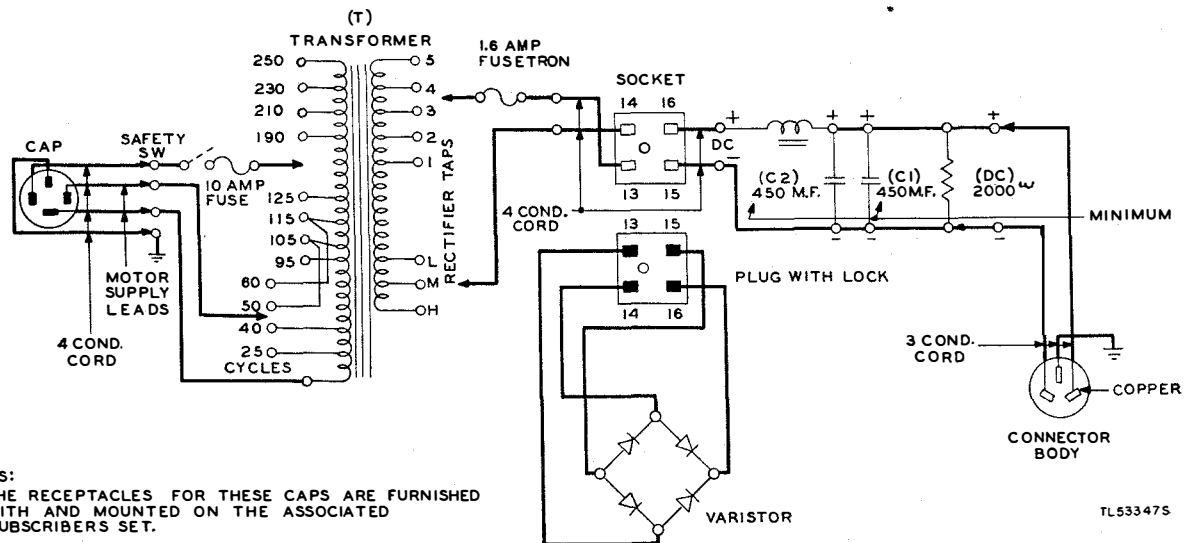 (T)
TRANSFORMER
250
230
210
190
125
115
105
95
60
50
40
25
CYCLES
5
4
3
2
1
L
M
H
RECTIFIER TAPS
CAP
SAFETY
SW
10 AMP
FUSE
MOTOR
SUPPLY
LEADS
4 COND.
CORD
1.6 AMP
FUSETRON
SOCKET
14 16
13 15
4 COND.
CORD
13 15
14 16
PLUG WITH LOCK
+
DC
-
+ +
(C2)
450 M.F.
(C1)
450M.F.
- -
(DC)
2000 ω
+
-
MINIMUM
3 COND.
CORD
COPPER
CONNECTOR
BODY
VARISTOR
S:
HE RECEPTACLES FOR THESE CAPS ARE FURNISHED
ITH AND MOUNTED ON THE ASSOCIATED
UBSCRIBERS SET.
TL53347S